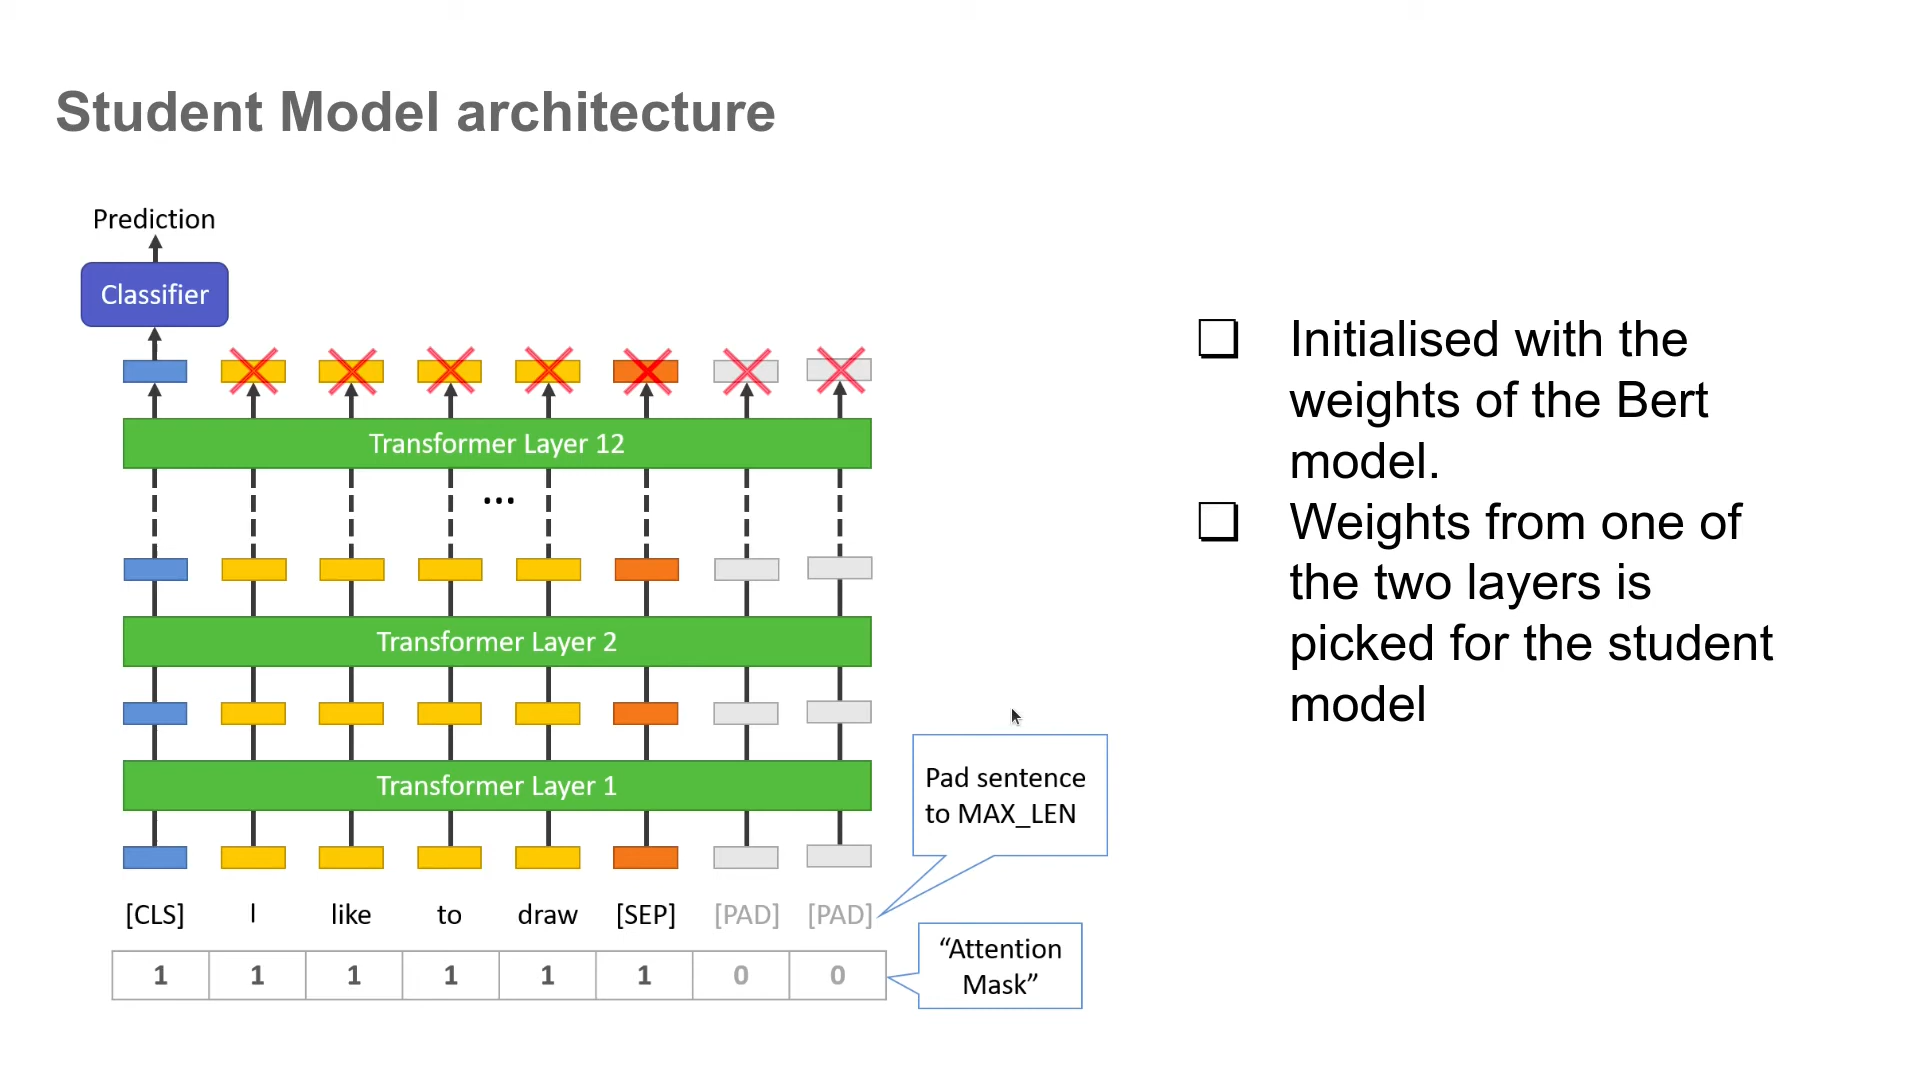 Student Model architecture
Prediction
Classifier
Transformer Layer 12
...
Transformer Layer 2
Transformer Layer 1
[CLS] I like to draw [SEP] [PAD] [PAD]
1 1 1 1 1 1 0 0
Pad sentence
to MAX_LEN
“Attention
Mask”
Initialised with the
weights of the Bert
model.
Weights from one of
the two layers is
picked for the student
model